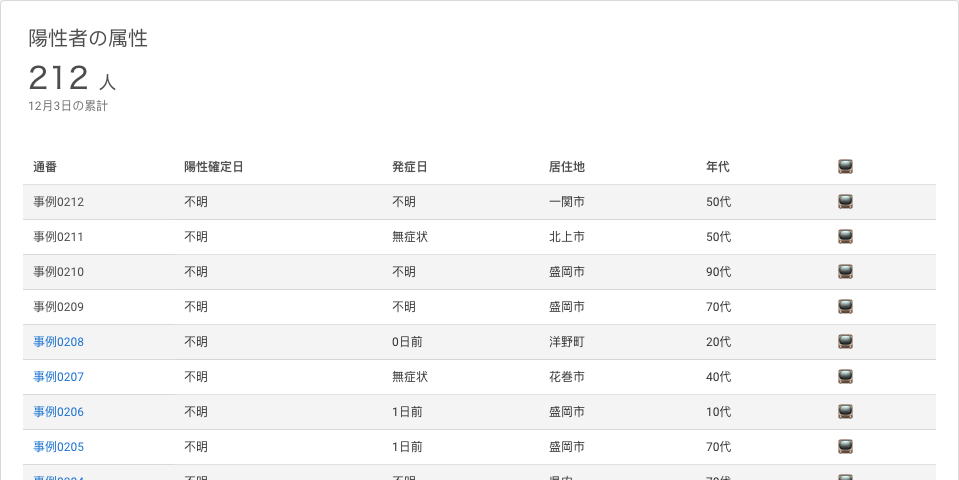 陽性者の属性
212 人
12月3日の累計
通番 陽性確定日 発症日 居住地 年代
事例0212 不明 不明 一関市 50代
事例0211 不明 無症状 北上市 50代
事例0210 不明 不明 盛岡市 90代
事例0209 不明 不明 盛岡市 70代
事例0208 不明 0日前 洋野町 20代
事例0207 不明 無症状 花巻市 40代
事例0206 不明 1日前 盛岡市 10代
事例0205 不明 1日前 盛岡市 70代